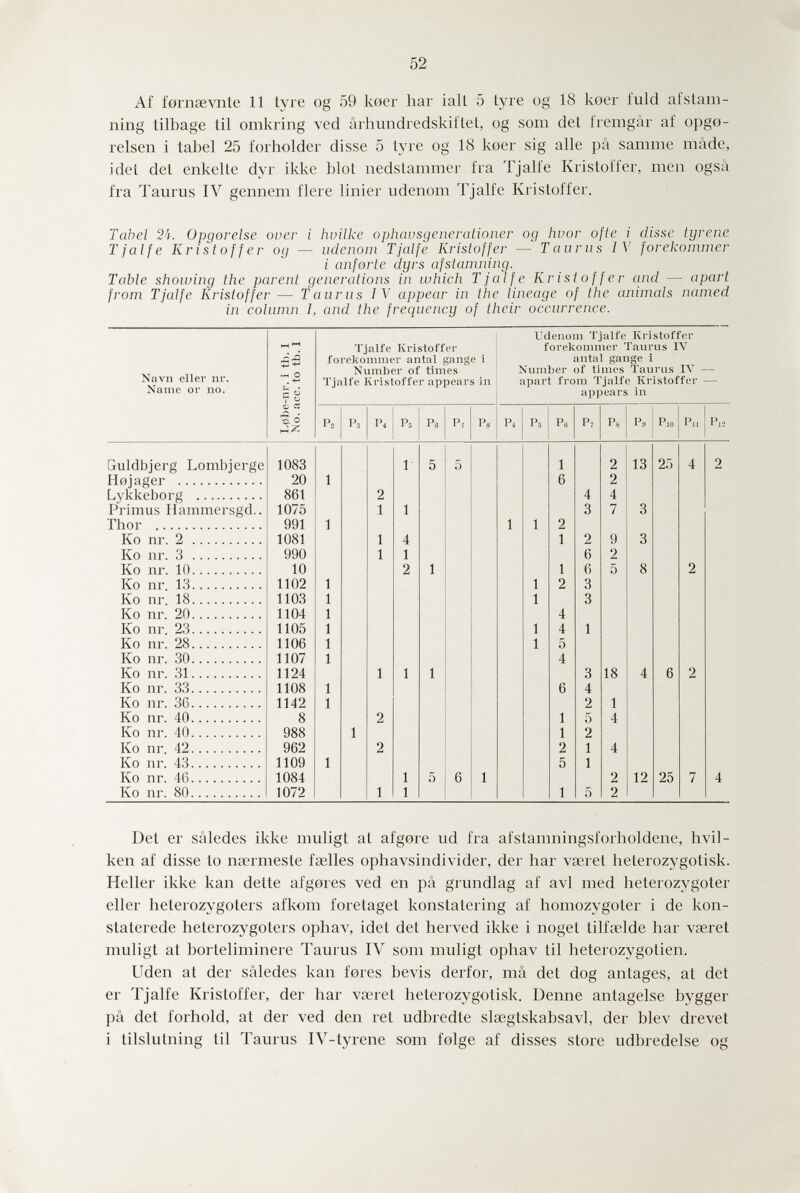 52
Af førnævnte 11 tyre og 59 køer har ialt 5 tyre og 18 køer fuld afstam-
ning tilbage til omkring ved århundredskiftet, og som det fremgår af opgø-
relsen i tabel 25 forholder disse 5 tyre og 18 køer sig alle på samme måde,
idet det enkelte dyr ikke blot nedstammer fra Tjalfe Kristoffer, men også
fra Taurus IV gennem flere linier udenom Tjalfe Kristoffer.
Tabel 24. Opgørelse over i hvilke ophavsgenerationer og hvor ofte i disse tyrene
Tjalfe Kristoffer og — udenom Tjalfe Kristoffer — Taurus IV forekommer
i anførte dyrs afstamning.
Table showing the parent generations in which Tjalfe Kristoffer and — apart
from Tjalfe Kristoffer — Taurus IV appear in the lineage of the animals named
in column 1, and the frequency of their occurrence.
Navn eller nr.
Name or no.
Løbe-nr. i tb. I
No. acc. to tb. I
Tjalfe Kristoffer
forekommer antal gange i
Number of times
Tjalfe Kristoffer appears in
Udenom Tjalfe Kristoffer
forekommer Taurus IV
antal gange i
Number of times Taurus IV —
apart from Tjalfe Kristoffer —
appears in
P2 P3 P4 P5 P6 P7 P8 P4 P5 P6 P7 P8 P9 P10 P11 P12
Guldbjerg Lombjerge 1083 1 5 5 1 2 13 25 4 2
Højager ............ 20 1 6 2
Lykkeborg .......... 861 2 4 4
Primus Hammersgd.. 1075 1 1 3 7 3
Thor ............... 991 1 1 1 2
Ko nr. 2 .......... 1081 1 4 1 2 9 3
Ko nr. 3 .......... 990 1 1 6 2
Ko nr. 10.......... 10 2 1 1 6 5 8 2
Ko nr. 13.......... 1102 1 1 2 3
Ko nr. 18.......... 1103 1 1 3
Ko nr. 20.......... 1104 1 4
Ko nr. 23.......... 1105 1 1 4 1
Ko nr. 28.......... 1106 1 1 5
Ko nr. 30.......... 1107 1 4
Ko nr. 31.......... 1124 1 1 1 3 18 4 6 2
Ko nr. 33.......... 1108 1 6 4
Ko nr. 36.......... 1142 1 2 1
Ko nr. 40.......... 8 2 1 5 4
Ko nr. 40.......... 988 1 1 2
Ko nr. 42.......... 962 2 2 1 4
Ko nr. 43.......... 1109 1 5 1
Ko nr. 46.......... 1084 1 5 6 1 2 12 25 7 4
Ko nr. 80.......... 1072 1 1 1 5 2
Det er således ikke muligt at afgøre ud fra afstamningsforholdene, hvil-
ken af disse to nærmeste fælles ophavsindivider, der har været heterozygotisk.
Heller ikke kan dette afgøres ved en på grundlag af avl med heterozygoter
eller heterozygoters afkom foretaget konstatering af homozygoter i de kon-
staterede heterozygoters ophav, idet det herved ikke i noget tilfælde har været
muligt at borteliminere Taurus IV som muligt ophav til heterozygotien.
Uden at der således kan føres bevis derfor, må det dog antages, at det
er Tjalfe Kristoffer, der har været heterozygotisk. Denne antagelse bygger
på det forhold, at der ved den ret udbredte slægtskabsavl, der blev drevet
i tilslutning til Taurus IV-tyrene som følge af disses store udbredelse og